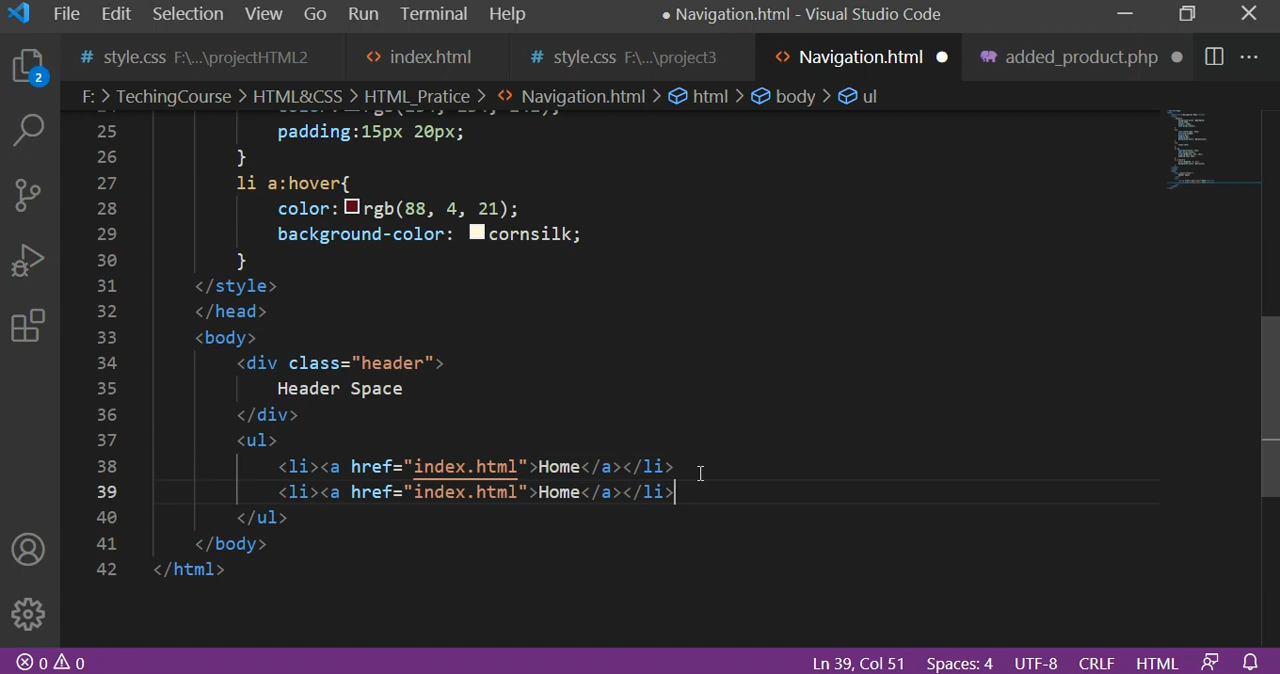 File Edit Selection View Go Run Terminal Help ● Navigation.html - Visual Studio Code
# style.css F:\...\projectHTML2 <> index.html # style.css F:\...\project3 <> Navigation.html ● added_product.php ●
F: > TechingCourse > HTML&CSS > HTML_Pratice > <> Navigation.html > html > body > ul
2
25 padding:15px 20px;
26 }
27 li a:hover{
28 color: rgb(88, 4, 21);
29 background-color: cornsilk;
30 }
31 </style>
32 </head>
33 <body>
34 <div class="header">
35 Header Space
36 </div>
37 <ul>
38 <li><a href="index.html">Home</a></li>
39 <li><a href="index.html">Home</a></li>
40 </ul>
41 </body>
42 </html>
0 0 Ln 39, Col 51 Spaces: 4 UTF-8 CRLF HTML